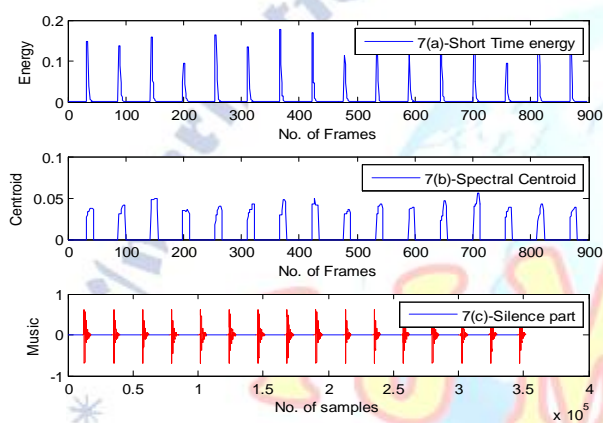 0.2
0.1
0
Energy
7(a)-Short Time energy
0 100 200 300 400 500 600 700 800 900
No. of Frames
0.1
0.05
0
Centroid
7(b)-Spectral Centroid
0 100 200 300 400 500 600 700 800 900
No. of Frames
1
0
-1
Music
7(c)-Silence part
0 0.5 1 1.5 2 2.5 3 3.5 4
No. of samples
x 10^5